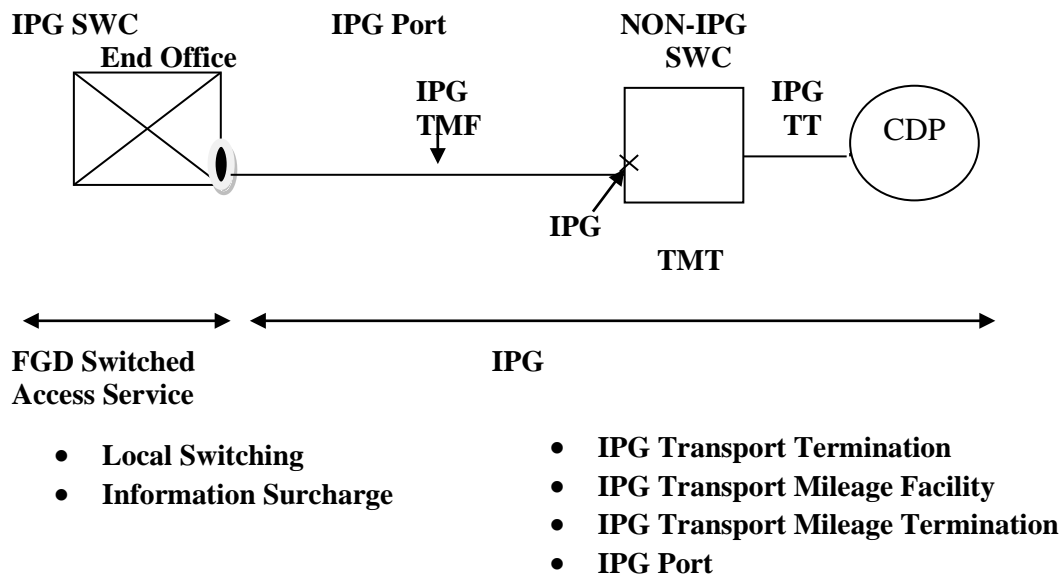 IPG SWC
End Office
IPG Port
NON-IPG
SWC
IPG
TMF
IPG
TT
CDP
IPG
TMT
FGD Switched
Access Service
IPG
• Local Switching
• Information Surcharge
• IPG Transport Termination
• IPG Transport Mileage Facility
• IPG Transport Mileage Termination
• IPG Port